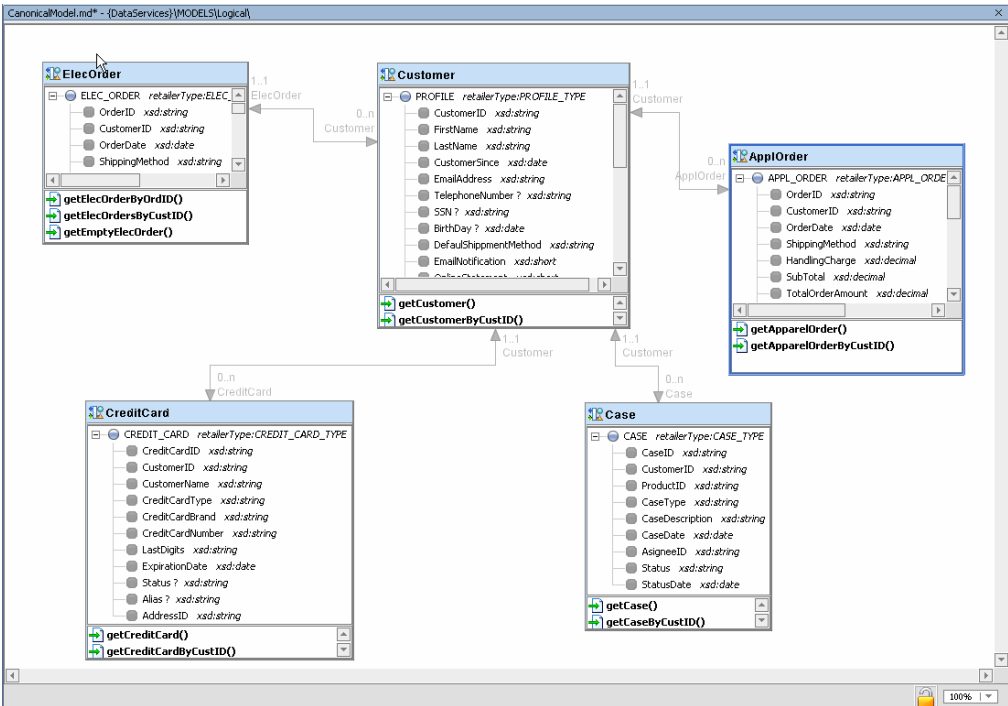 CanonicalModel.md* - {DataServices}\MODELS\Logical\
ElecOrder
ELEC_ORDER retailerType:ELEC_
OrderID xsd:string
CustomerID xsd:string
OrderDate xsd:date
ShippingMethod xsd:string
getElecOrderByOrdID()
getElecOrdersByCustID()
getEmptyElecOrder()
1..1
ElecOrder
0..n
Customer
Customer
PROFILE retailerType:PROFILE_TYPE
CustomerID xsd:string
FirstName xsd:string
LastName xsd:string
CustomerSince xsd:date
EmailAddress xsd:string
TelephoneNumber ? xsd:string
SSN ? xsd:string
BirthDay ? xsd:date
DefaulShippmentMethod xsd:string
EmailNotification xsd:short
OnlineStatement xsd:short
getCustomer()
getCustomerByCustID()
1..1
Customer
0..n
ApplOrder
ApplOrder
APPL_ORDER retailerType:APPL_ORDE
OrderID xsd:string
CustomerID xsd:string
OrderDate xsd:date
ShippingMethod xsd:string
HandlingCharge xsd:decimal
SubTotal xsd:decimal
TotalOrderAmount xsd:decimal
getApparelOrder()
getApparelOrderByCustID()
1..1
Customer
0..n
CreditCard
1..1
Customer
0..n
Case
CreditCard
CREDIT_CARD retailerType:CREDIT_CARD_TYPE
CreditCardID xsd:string
CustomerID xsd:string
CustomerName xsd:string
CreditCardType xsd:string
CreditCardBrand xsd:string
CreditCardNumber xsd:string
LastDigits xsd:string
ExpirationDate xsd:date
Status ? xsd:string
Alias ? xsd:string
AddressID xsd:string
getCreditCard()
getCreditCardByCustID()
Case
CASE retailerType:CASE_TYPE
CaseID xsd:string
CustomerID xsd:string
ProductID xsd:string
CaseType xsd:string
CaseDescription xsd:string
CaseDate xsd:date
AsigneeID xsd:string
Status xsd:string
StatusDate xsd:date
getCase()
getCaseByCustID()
100%